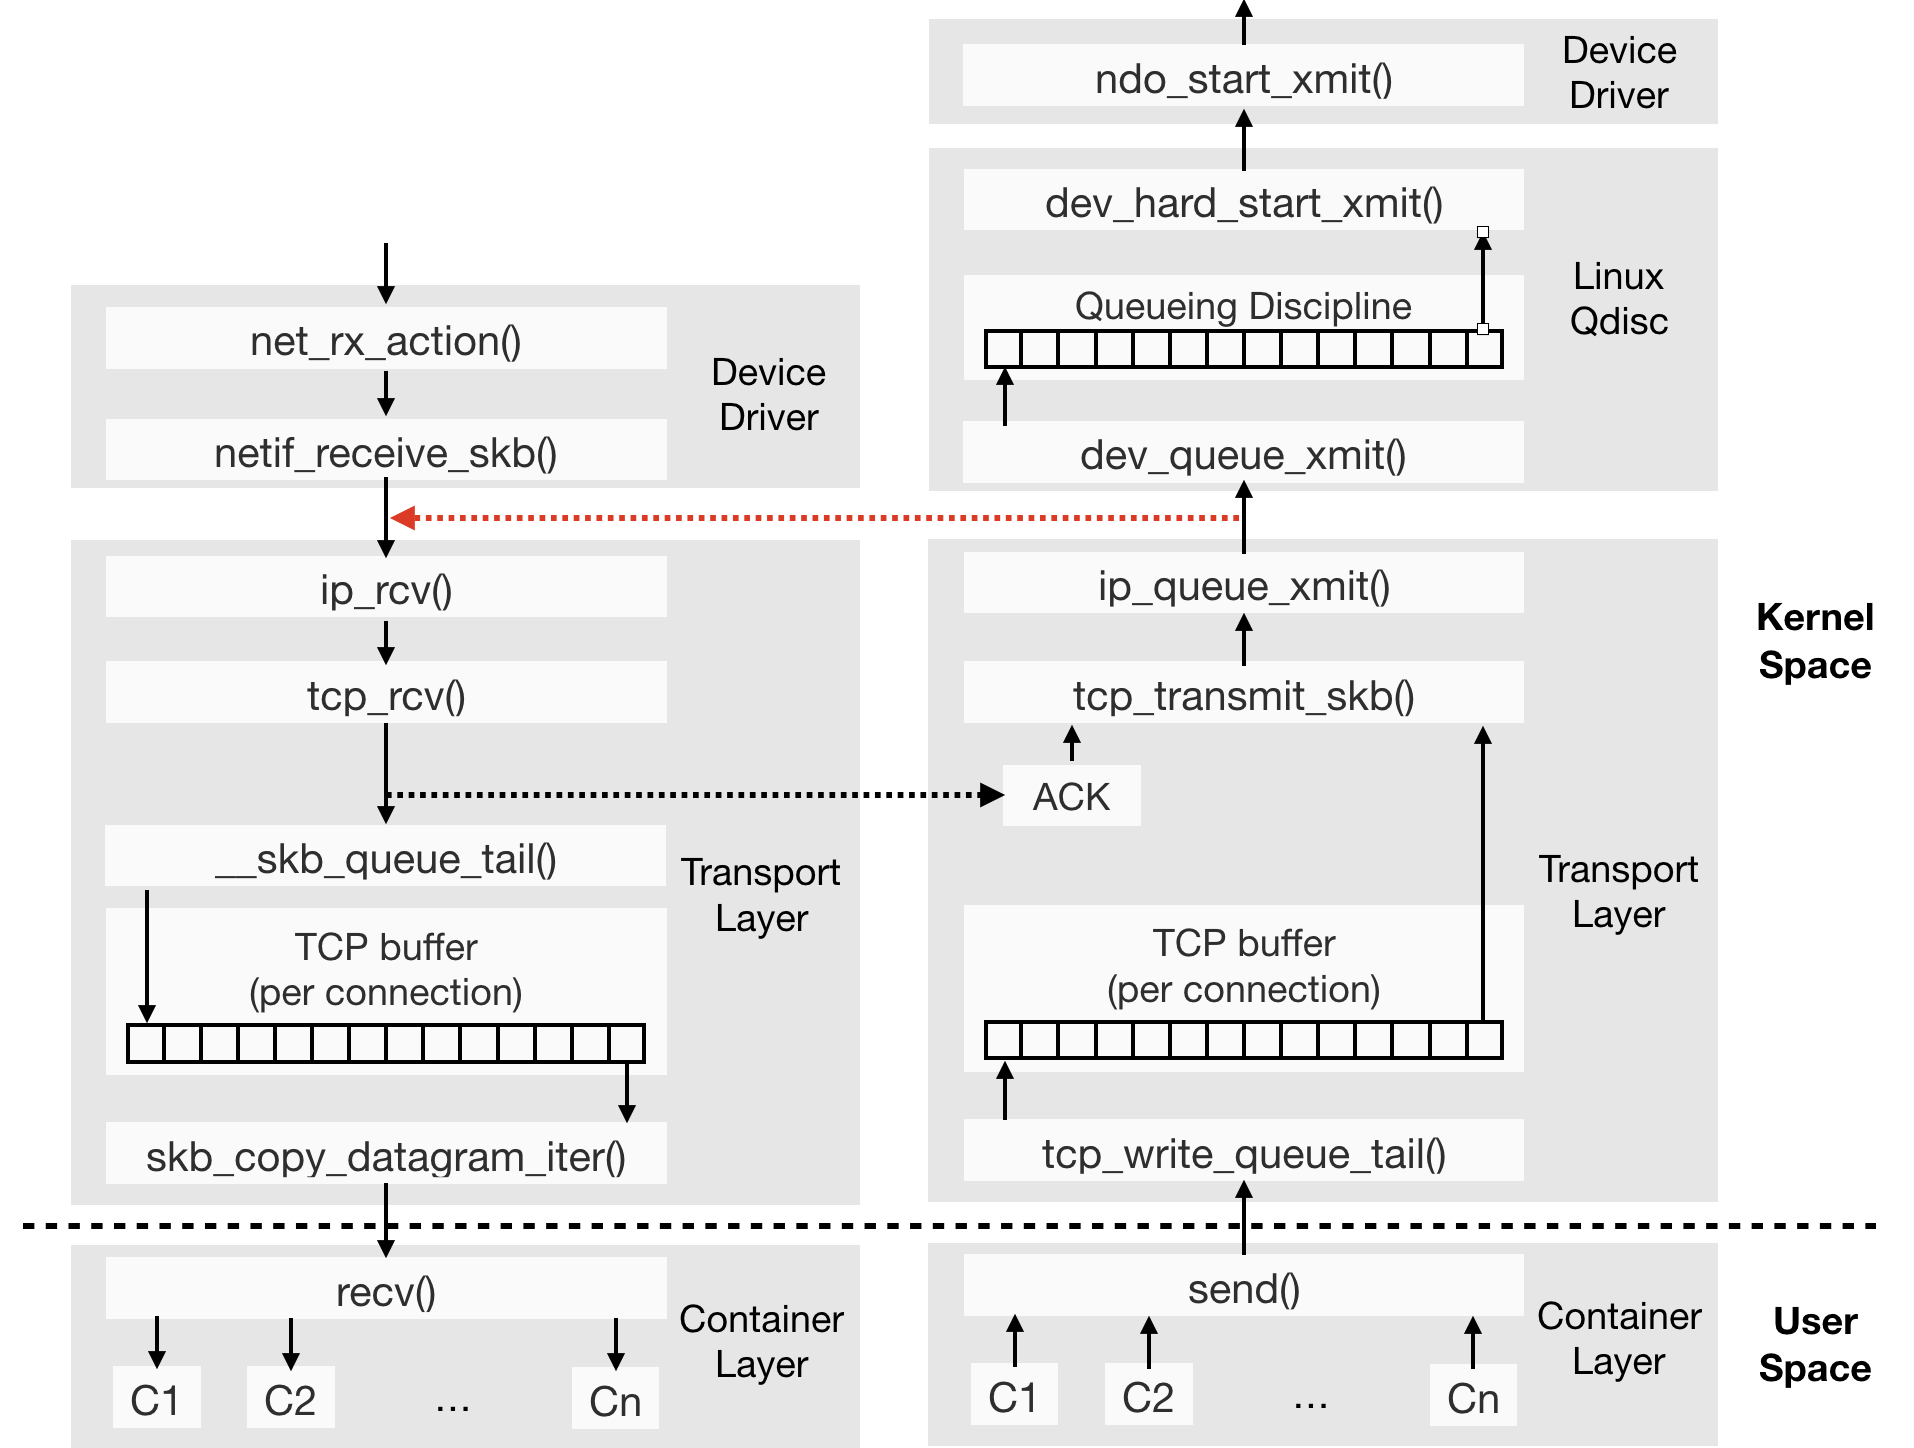 ndo_start_xmit()
Device
Driver
dev_hard_start_xmit()
Queueing Discipline
Linux
Qdisc
dev_queue_xmit()
net_rx_action()
netif_receive_skb()
Device
Driver
ip_rcv()
tcp_rcv()
__skb_queue_tail()
TCP buffer
(per connection)
skb_copy_datagram_iter()
Transport
Layer
ip_queue_xmit()
tcp_transmit_skb()
ACK
TCP buffer
(per connection)
tcp_write_queue_tail()
Transport
Layer
Kernel
Space
recv()
C1 C2 ... Cn
Container
Layer
send()
C1 C2 ... Cn
Container
Layer
User
Space